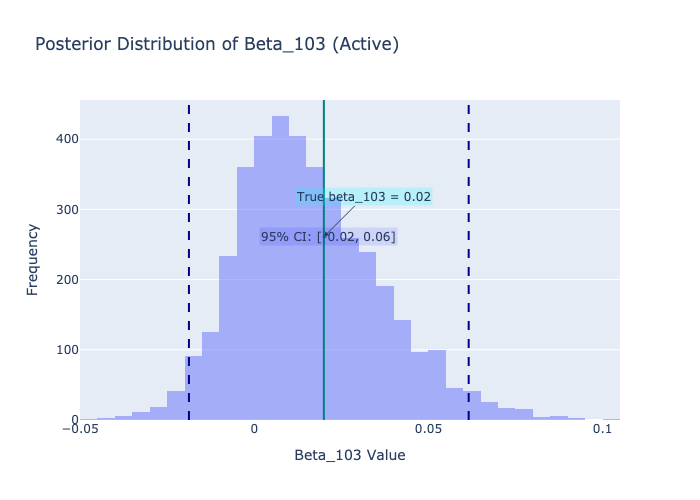 Posterior Distribution of Beta_103 (Active)
400
300
200
100
0
Frequency
True beta_103 = 0.02
95% CI: [-0.02, 0.06]
−0.05
0
0.05
0.1
Beta_103 Value